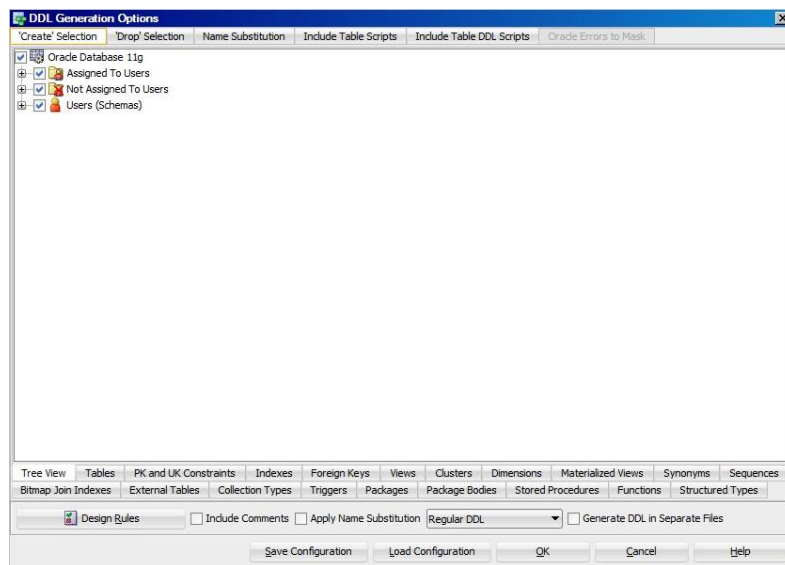 DDL Generation Options
'Create' Selection 'Drop' Selection Name Substitution Include Table Scripts Include Table DDL Scripts Oracle Errors to Mask
Oracle Database 11g
Assigned To Users
Not Assigned To Users
Users (Schemas)
Tree View Tables PK and UK Constraints Indexes Foreign Keys Views Clusters Dimensions Materialized Views Synonyms Sequences
Bitmap Join Indexes External Tables Collection Types Triggers Packages Package Bodies Stored Procedures Functions Structured Types
Design Rules Include Comments Apply Name Substitution Regular DDL Generate DDL in Separate Files
Save Configuration Load Configuration OK Cancel Help